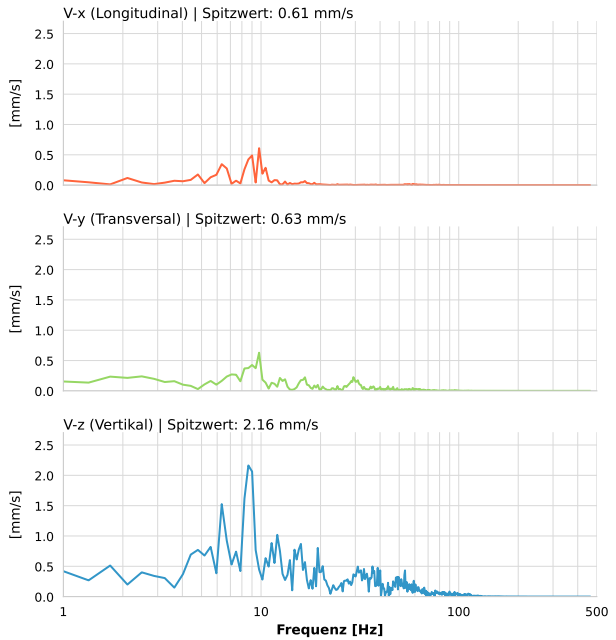 V-x (Longitudinal) | Spitzwert: 0.61 mm/s
2.5
2.0
1.5
1.0
0.5
0.0
[mm/s]
V-y (Transversal) | Spitzwert: 0.63 mm/s
2.5
2.0
1.5
1.0
0.5
0.0
[mm/s]
V-z (Vertikal) | Spitzwert: 2.16 mm/s
2.5
2.0
1.5
1.0
0.5
0.0
[mm/s]
1 10 100 500
Frequenz [Hz]